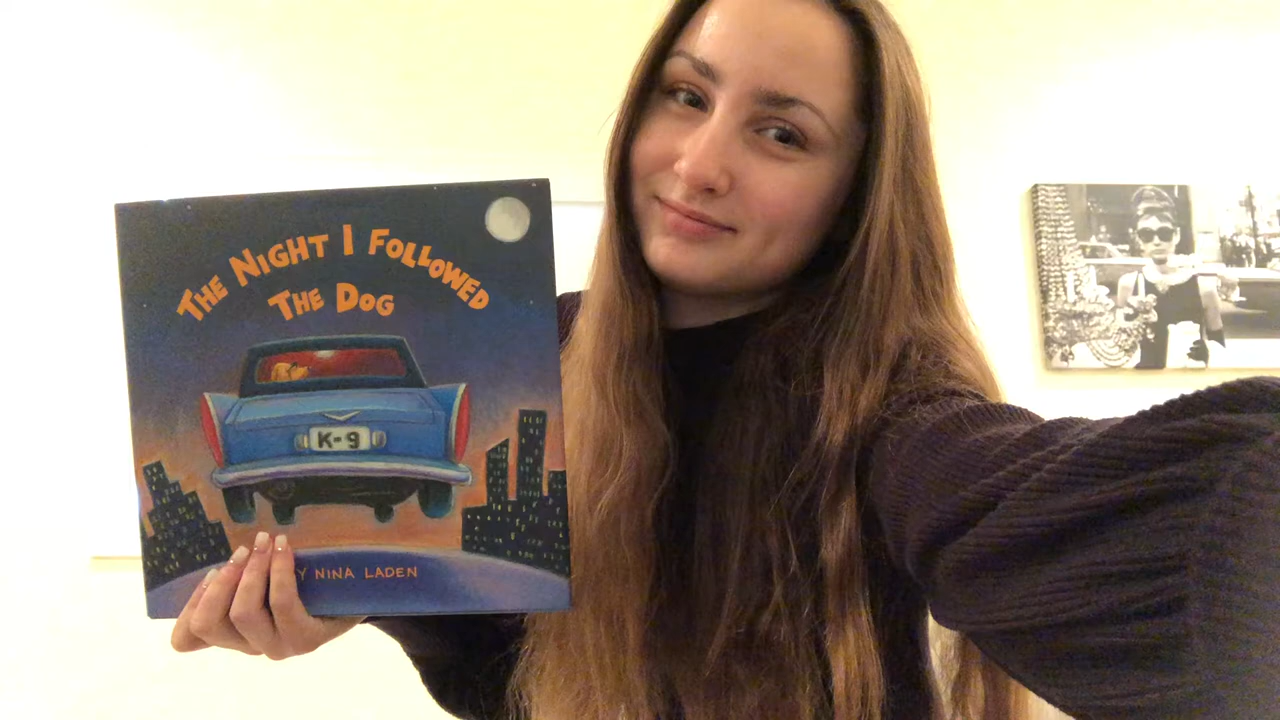 THE NIGHT I FOLLOWED
THE DOG
K-9
Y NINA LADEN